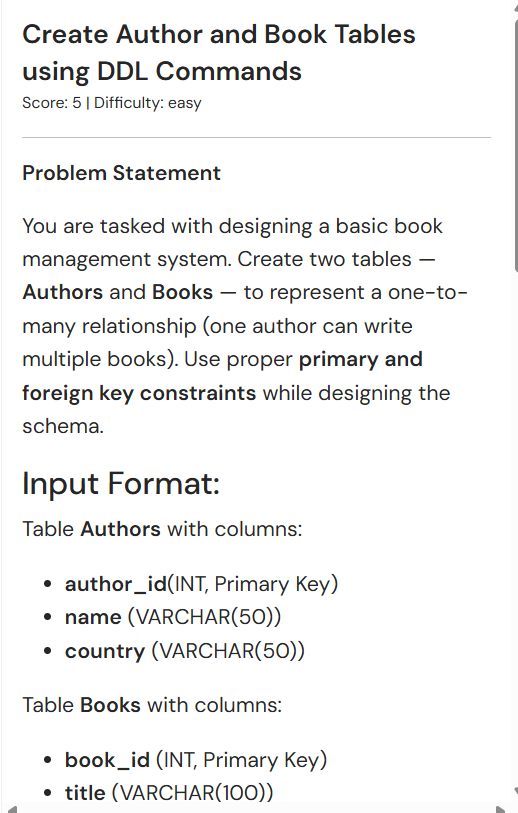 Create Author and Book Tables
using DDL Commands
Score: 5 | Difficulty: easy
Problem Statement
You are tasked with designing a basic book
management system. Create two tables —
Authors and Books — to represent a one-to-
many relationship (one author can write
multiple books). Use proper primary and
foreign key constraints while designing the
schema.
Input Format:
Table Authors with columns:
• author_id(INT, Primary Key)
• name (VARCHAR(50))
• country (VARCHAR(50))
Table Books with columns:
• book_id (INT, Primary Key)
• title (VARCHAR(100))